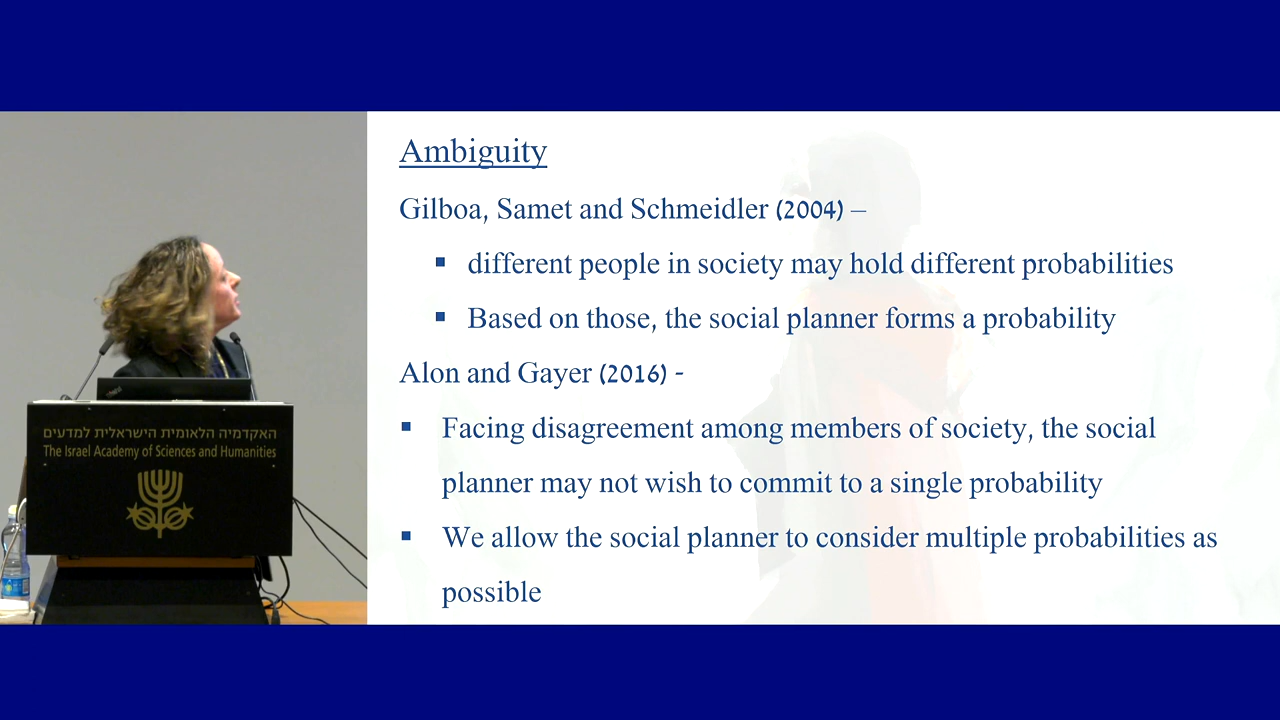 Ambiguity
Gilboa, Samet and Schmeidler (2004) –
▪ different people in society may hold different probabilities
▪ Based on those, the social planner forms a probability
Alon and Gayer (2016) -
▪ Facing disagreement among members of society, the social
planner may not wish to commit to a single probability
▪ We allow the social planner to consider multiple probabilities as
possible
האקדמיה הלאומית הישראלית למדעים
The Israel Academy of Sciences and Humanities